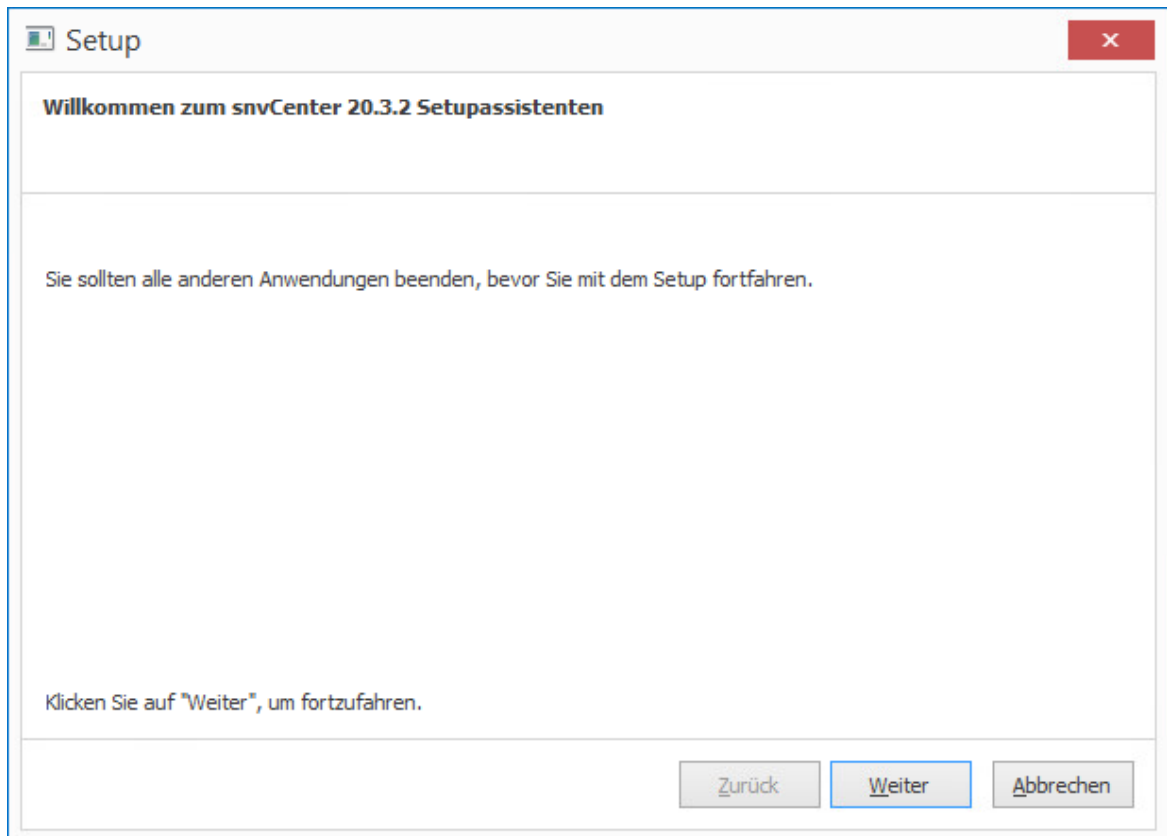 Setup
Willkommen zum snvCenter 20.3.2 Setupassistenten
Sie sollten alle anderen Anwendungen beenden, bevor Sie mit dem Setup fortfahren.
Klicken Sie auf "Weiter", um fortzufahren.
Zurück Weiter Abbrechen